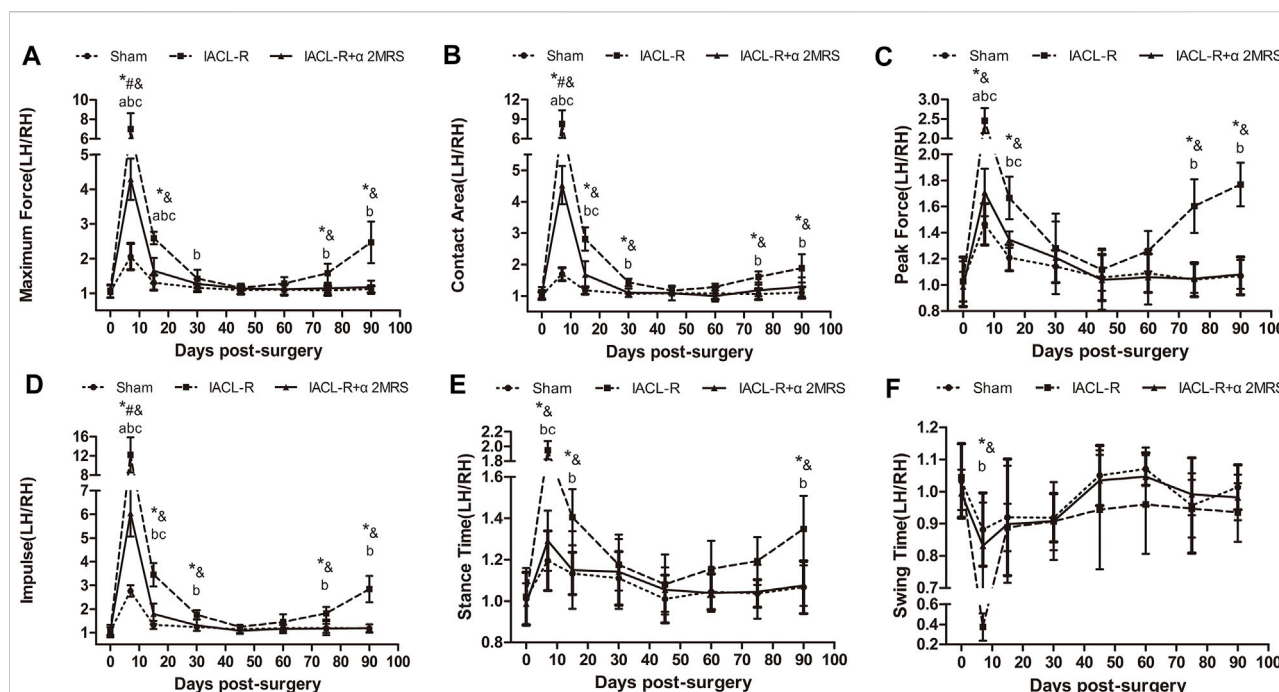 A Sham IACL-R IACL-R+α 2MRS
Maximum Force(LH/RH)
10
8
6
5
4
3
2
1
*#&
abc
*&
abc
b
*&
b
*&
b
0 10 20 30 40 50 60 70 80 90 100
Days post-surgery
B Sham IACL-R IACL-R+α 2MRS
Contact Area(LH/RH)
12
9
6
5
4
3
2
1
*#&
abc
*&
bc
*&
b
*&
b
*&
b
0 10 20 30 40 50 60 70 80 90 100
Days post-surgery
C Sham IACL-R IACL-R+α 2MRS
Peak Force(LH/RH)
3.0
2.5
2.0
1.8
1.6
1.4
1.2
1.0
0.8
*&
abc
*&
bc
*&
b
*&
b
0 10 20 30 40 50 60 70 80 90 100
Days post-surgery
D Sham IACL-R IACL-R+α 2MRS
Impulse(LH/RH)
16
12
8
7
6
5
4
3
2
1
*#&
abc
*&
bc
*&
b
*&
b
*&
b
0 10 20 30 40 50 60 70 80 90 100
Days post-surgery
E Sham IACL-R IACL-R+α 2MRS
Stance Time(LH/RH)
2.2
2.0
1.8
1.6
1.4
1.2
1.0
0.8
*&
bc
*&
b
*&
b
0 10 20 30 40 50 60 70 80 90 100
Days post-surgery
F Sham IACL-R IACL-R+α 2MRS
Swing Time(LH/RH)
1.2
1.1
1.0
0.9
0.8
0.7
0.6
0.4
0.2
*&
b
0 10 20 30 40 50 60 70 80 90 100
Days post-surgery